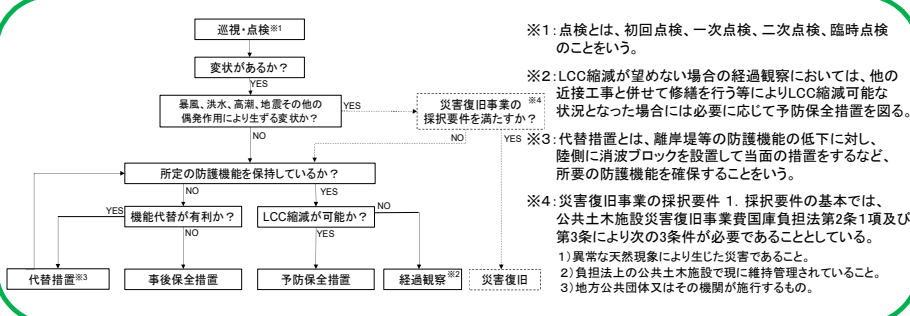 巡視・点検※1
変状があるか？
YES
暴風、洪水、高潮、地震その他の
偶発作用により生ずる変状か？
YES
災害復旧事業の ※4
採択要件を満たすか？
NO
NO
YES
所定の防護機能を保持しているか？
NO
YES
YES
機能代替が有利か？
LCC縮減が可能か？
NO
NO
YES
代替措置※3
事後保全措置
予防保全措置
経過観察※2
災害復旧
※1：点検とは、初回点検、一次点検、二次点検、臨時点検
のことをいう。
※2：LCC縮減が望めない場合の経過観察においては、他の
近接工事と併せて修繕を行う等によりLCC縮減可能な
状況となった場合には必要に応じて予防保全措置を図る。
※3：代替措置とは、離岸堤等の防護機能の低下に対し、
陸側に消波ブロックを設置して当面の措置をするなど、
所要の防護機能を確保することをいう。
※4：災害復旧事業の採択要件 1．採択要件の基本では、
公共土木施設災害復旧事業費国庫負担法第2条1項及び
第3条により次の3条件が必要であることとしている。
1）異常な天然現象により生じた災害であること。
2）負担法上の公共土木施設で現に維持管理されていること。
3）地方公共団体又はその機関が施行するもの。